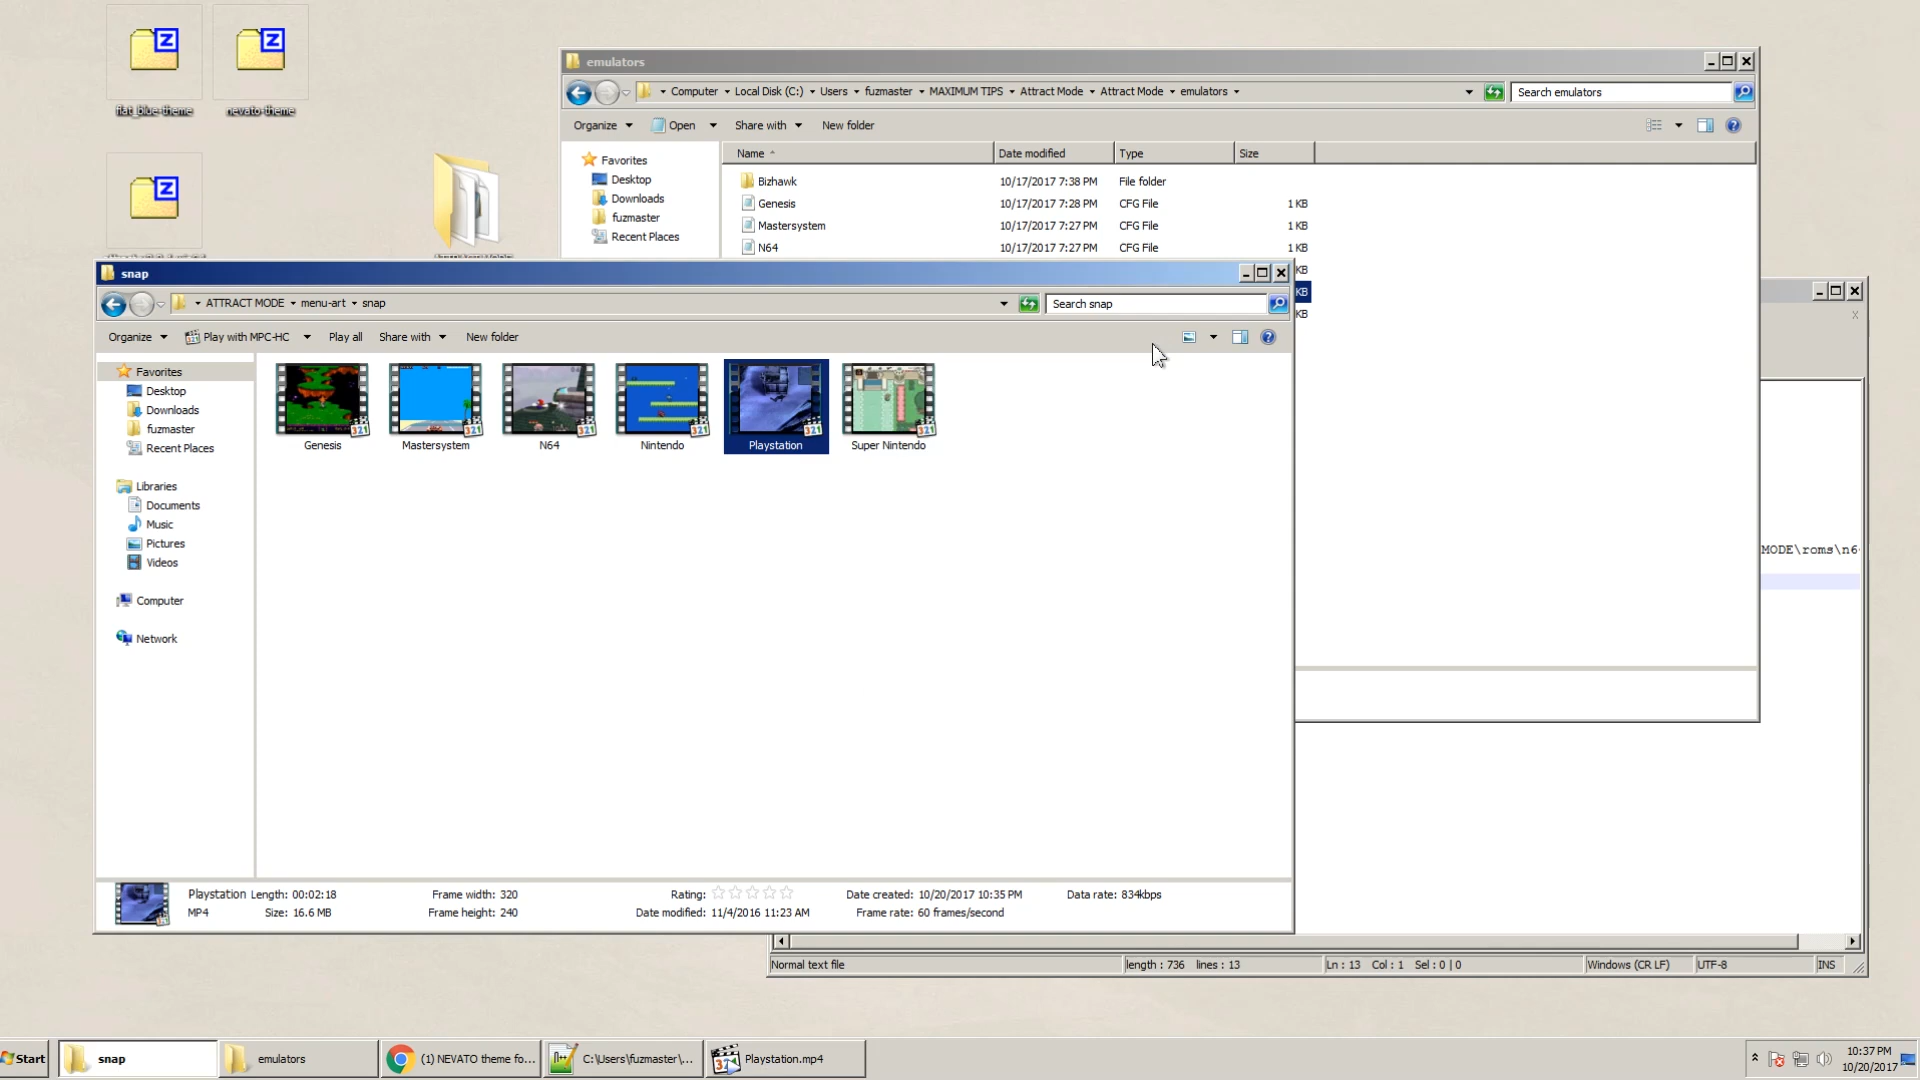 flat_blue-theme
nevato-theme
emulators
Computer Local Disk (C:) Users fuzmaster MAXIMUM TIPS Attract Mode Attract Mode emulators
Search emulators
Organize Open Share with New folder
Favorites
Desktop
Downloads
fuzmaster
Recent Places
Name Date modified Type Size
Bizhawk 10/17/2017 7:38 PM File folder
Genesis 10/17/2017 7:28 PM CFG File 1 KB
Mastersystem 10/17/2017 7:27 PM CFG File 1 KB
N64 10/17/2017 7:27 PM CFG File 1 KB
KB
KB
KB
snap
ATTRACT MODE menu-art snap
Search snap
Organize Play with MPC-HC Play all Share with New folder
Favorites
Desktop
Downloads
fuzmaster
Recent Places
Libraries
Documents
Music
Pictures
Videos
Computer
Network
Genesis Mastersystem N64 Nintendo Playstation Super Nintendo
MODE\roms\n6
Playstation Length: 00:02:18 Frame width: 320 Rating: Date created: 10/20/2017 10:35 PM Data rate: 834kbps
MP4 Size: 16.6 MB Frame height: 240 Date modified: 11/4/2016 11:23 AM Frame rate: 60 frames/second
Normal text file length : 736 lines : 13 Ln : 13 Col : 1 Sel : 0 | 0 Windows (CR LF) UTF-8 INS
Start snap emulators (1) NEVATO theme fo... C:\Users\fuzmaster\... Playstation.mp4
10:37 PM
10/20/2017